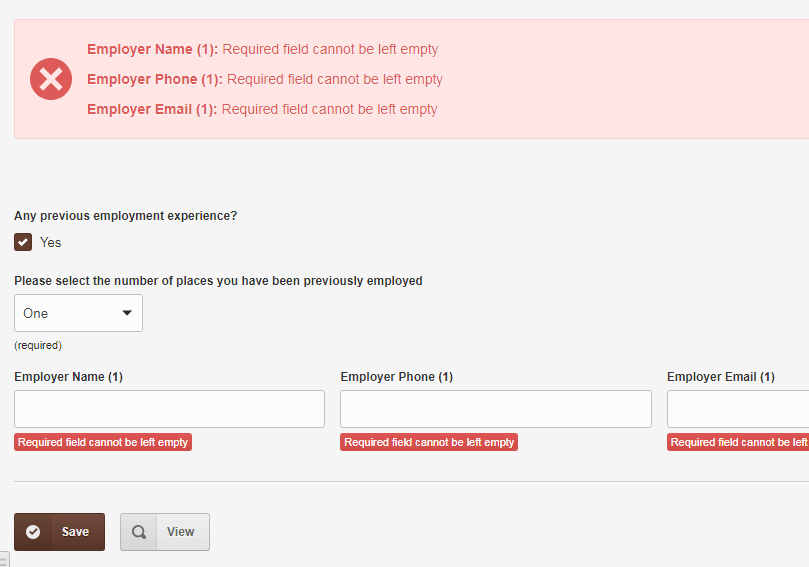 Employer Name (1): Required field cannot be left empty
Employer Phone (1): Required field cannot be left empty
Employer Email (1): Required field cannot be left empty
Any previous employment experience?
Yes
Please select the number of places you have been previously employed
One
(required)
Employer Name (1) Employer Phone (1) Employer Email (1)
Required field cannot be left empty Required field cannot be left empty Required field cannot be left
Save View